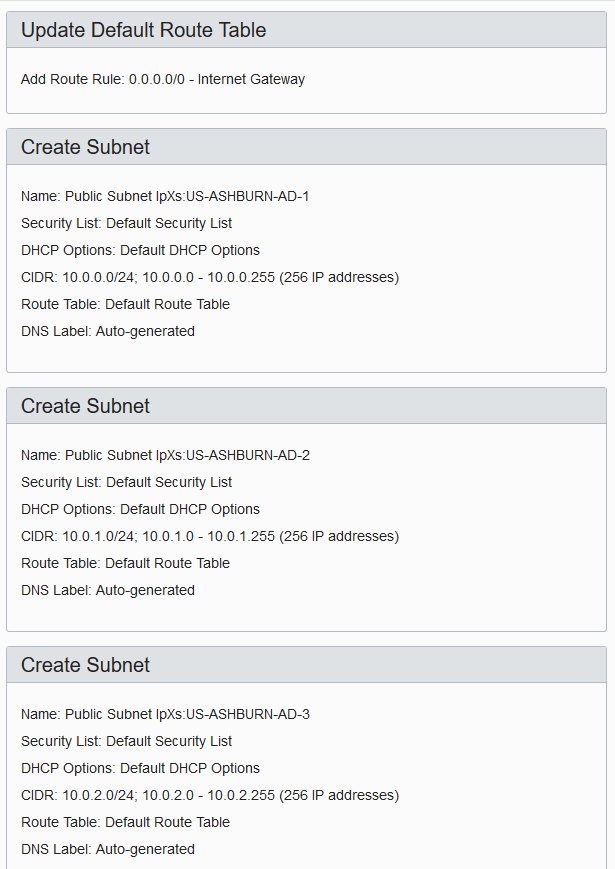 Update Default Route Table
Add Route Rule: 0.0.0.0/0 - Internet Gateway
Create Subnet
Name: Public Subnet IpXs:US-ASHBURN-AD-1
Security List: Default Security List
DHCP Options: Default DHCP Options
CIDR: 10.0.0.0/24; 10.0.0.0 - 10.0.0.255 (256 IP addresses)
Route Table: Default Route Table
DNS Label: Auto-generated
Create Subnet
Name: Public Subnet IpXs:US-ASHBURN-AD-2
Security List: Default Security List
DHCP Options: Default DHCP Options
CIDR: 10.0.1.0/24; 10.0.1.0 - 10.0.1.255 (256 IP addresses)
Route Table: Default Route Table
DNS Label: Auto-generated
Create Subnet
Name: Public Subnet IpXs:US-ASHBURN-AD-3
Security List: Default Security List
DHCP Options: Default DHCP Options
CIDR: 10.0.2.0/24; 10.0.2.0 - 10.0.2.255 (256 IP addresses)
Route Table: Default Route Table
DNS Label: Auto-generated